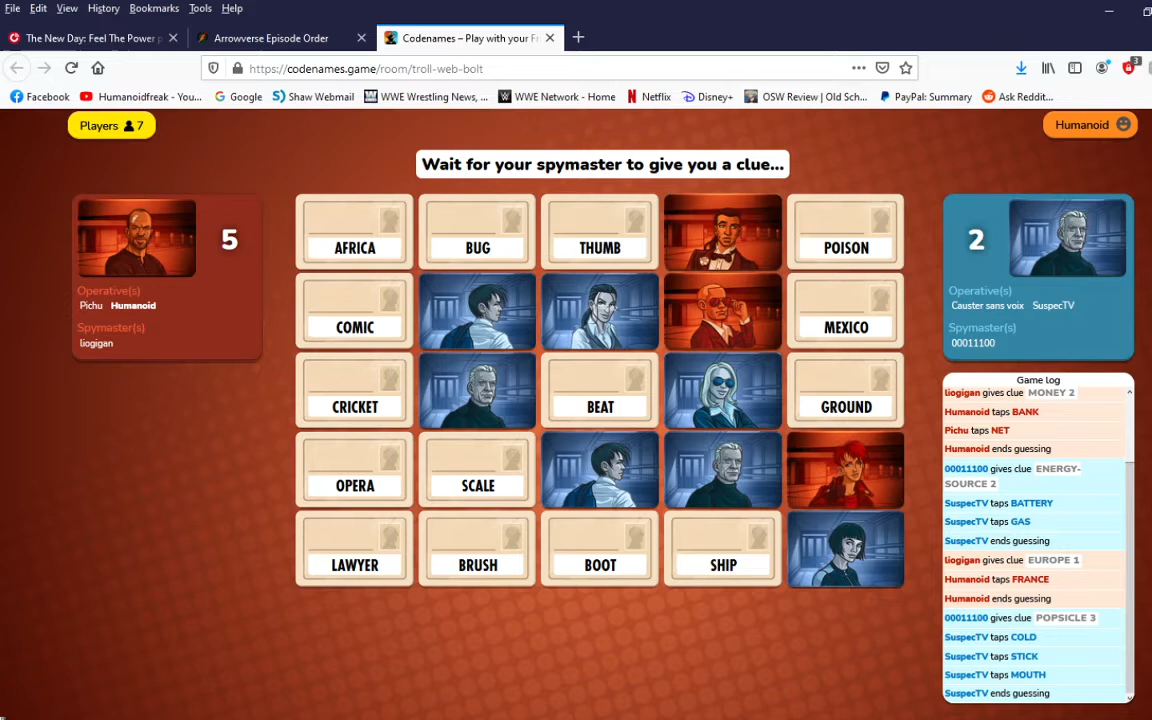 File Edit View History Bookmarks Tools Help
The New Day: Feel The Power p
Arrowverse Episode Order
Codenames – Play with your Fr
https://codenames.game/room/troll-web-bolt
3
Facebook
Humanoidfreak - You...
Google
Shaw Webmail
WWE Wrestling News, ...
WWE Network - Home
Netflix
Disney+
OSW Review | Old Sch...
PayPal: Summary
Ask Reddit...
Players 7
Humanoid
Wait for your spymaster to give you a clue...
5
Operative(s)
Pichu Humanoid
Spymaster(s)
liogigan
AFRICA
BUG
THUMB
POISON
COMIC
MEXICO
CRICKET
BEAT
GROUND
OPERA
SCALE
LAWYER
BRUSH
BOOT
SHIP
2
Operative(s)
Causter sans voix SuspecTV
Spymaster(s)
00011100
Game log
liogigan gives clue MONEY 2
Humanoid taps BANK
Pichu taps NET
Humanoid ends guessing
00011100 gives clue ENERGY-
SOURCE 2
SuspecTV taps BATTERY
SuspecTV taps GAS
SuspecTV ends guessing
liogigan gives clue EUROPE 1
Humanoid taps FRANCE
Humanoid ends guessing
00011100 gives clue POPSICLE 3
SuspecTV taps COLD
SuspecTV taps STICK
SuspecTV taps MOUTH
SuspecTV ends guessing